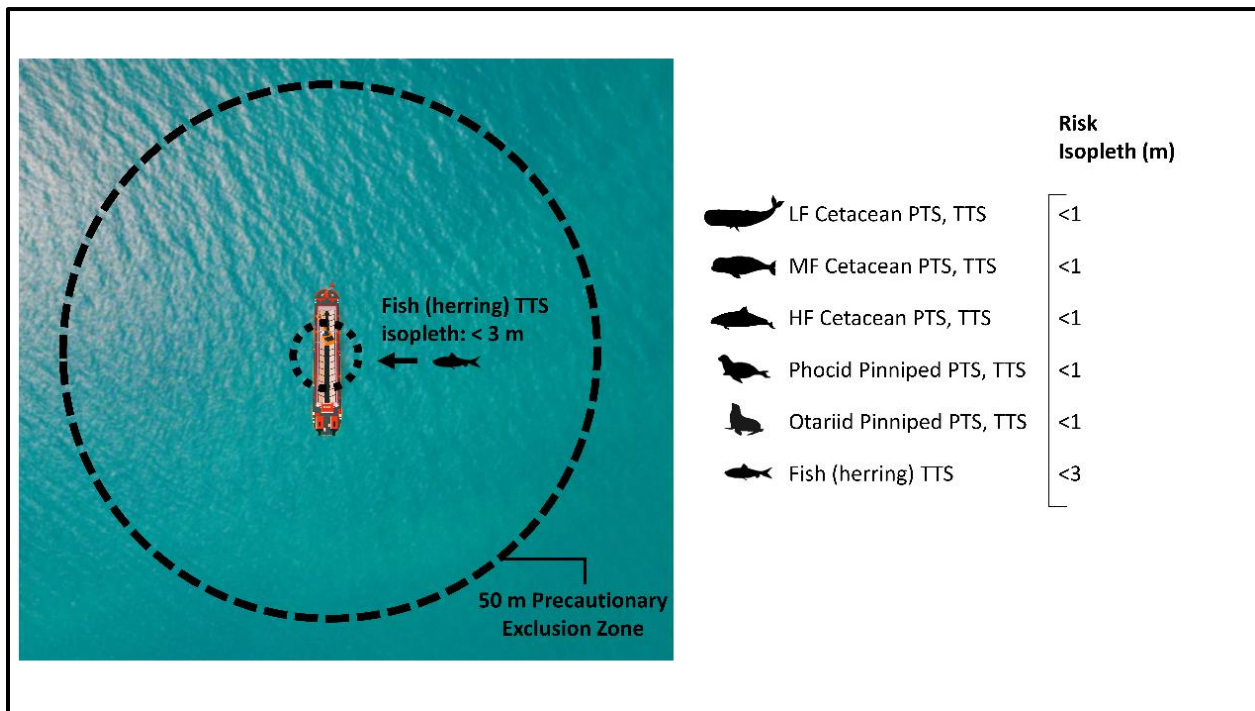 Fish (herring) TTS
isopleth: < 3 m
50 m Precautionary
Exclusion Zone
Risk
Isopleth (m)
LF Cetacean PTS, TTS <1
MF Cetacean PTS, TTS <1
HF Cetacean PTS, TTS <1
Phocid Pinniped PTS, TTS <1
Otariid Pinniped PTS, TTS <1
Fish (herring) TTS <3